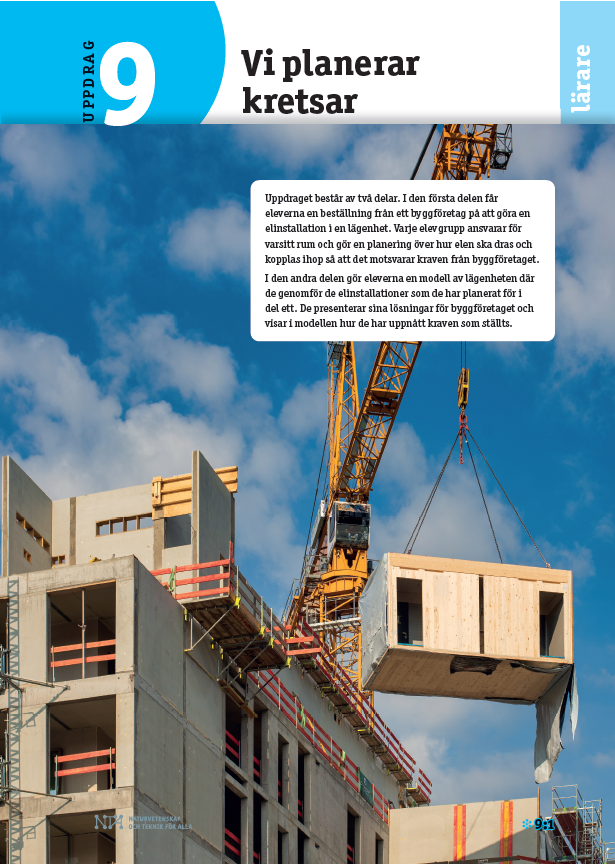 UPPDRAG
9
Vi planerar
kretsar
lärare
Uppdraget består av två delar. I den första delen får
eleverna en beställning från ett byggföretag på att göra en
elinstallation i en lägenhet. Varje elevgrupp ansvarar för
varsitt rum och gör en planering över hur elen ska dras och
kopplas ihop så att det motsvarar kraven från byggföretaget.
I den andra delen gör eleverna en modell av lägenheten där
de genomför de elinstallationer som de har planerat för i
del ett. De presenterar sina lösningar för byggföretaget och
visar i modellen hur de har uppnått kraven som ställts.
NATURVETENSKAP
OCH TEKNIK FÖR ALLA